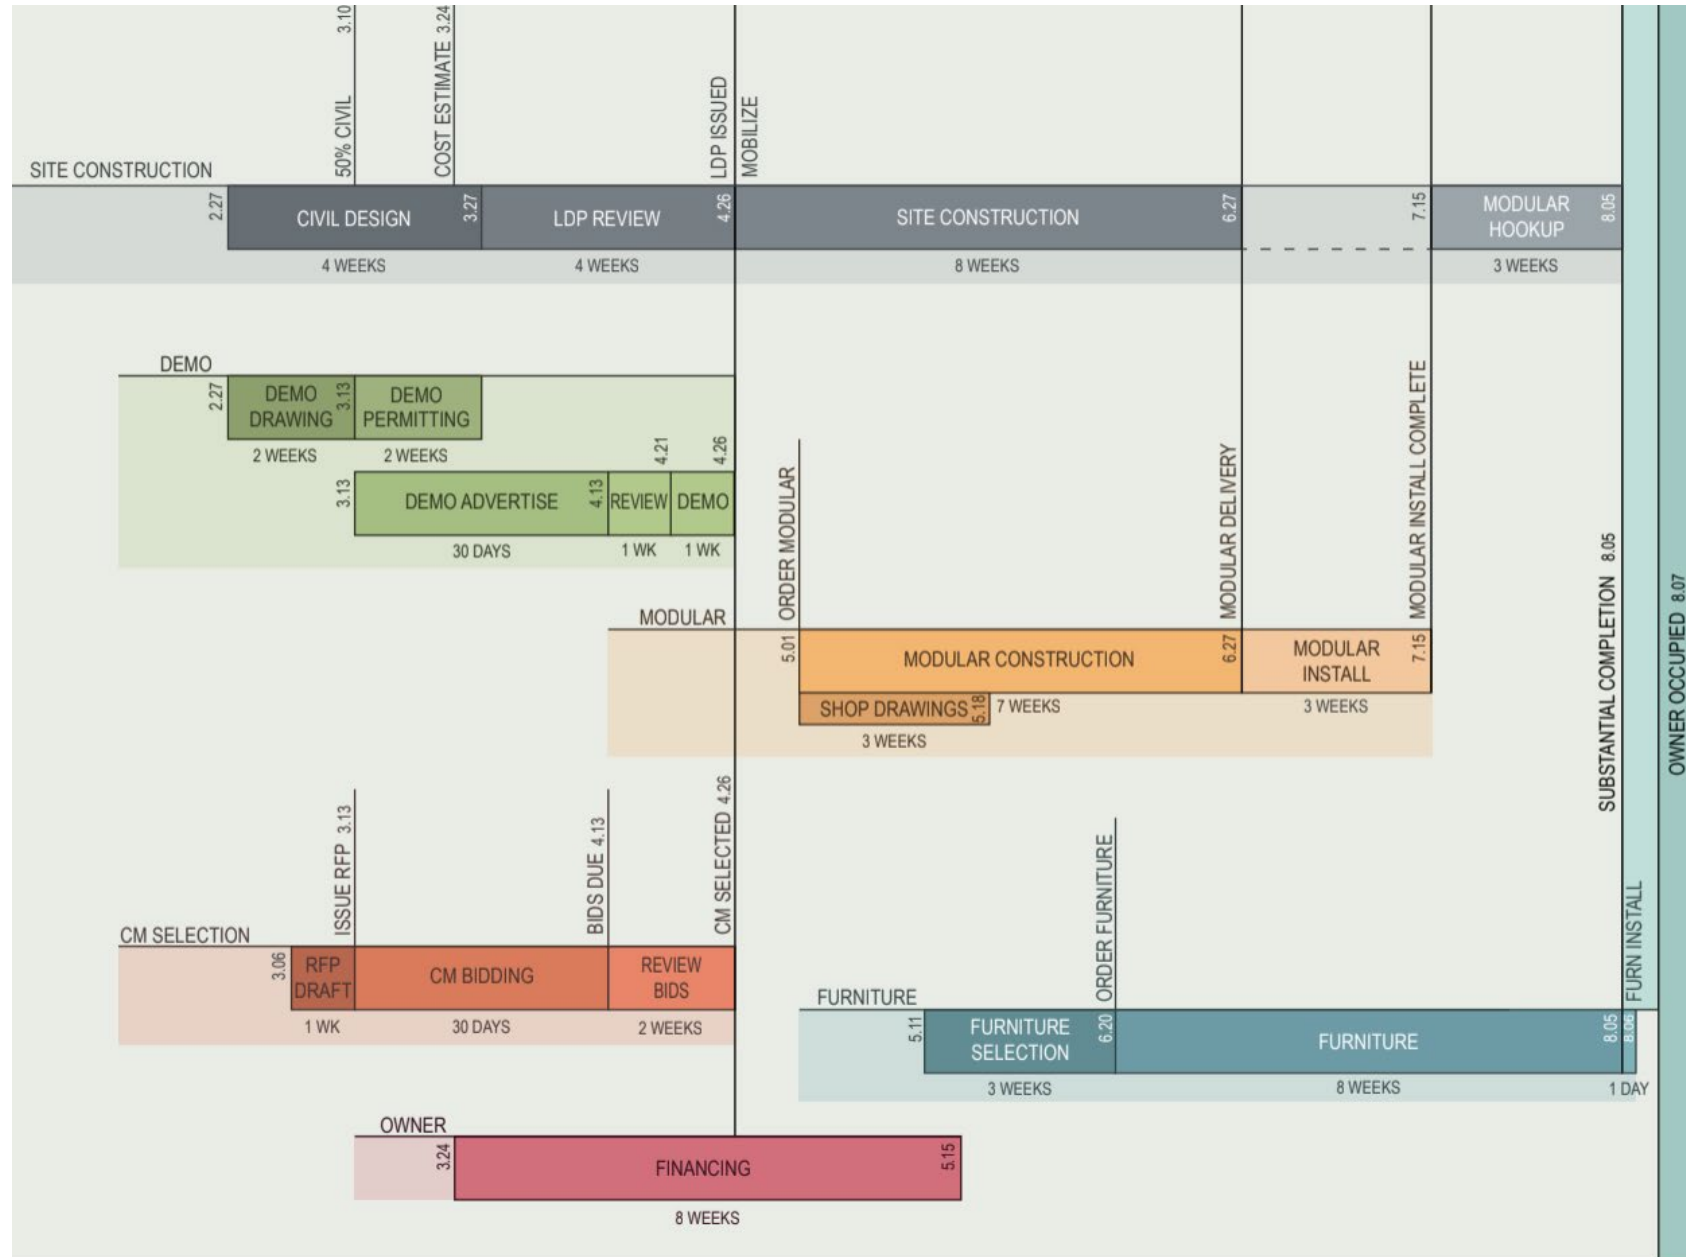 3.10
50% CIVIL
COST ESTIMATE 3.24
LDP ISSUED
MOBILIZE
SITE CONSTRUCTION
2.27
CIVIL DESIGN
3.27
LDP REVIEW
4.26
SITE CONSTRUCTION
6.27
7.15
MODULAR
HOOKUP
8.05
4 WEEKS
4 WEEKS
8 WEEKS
3 WEEKS
DEMO
2.27
DEMO
DRAWING
3.13
DEMO
PERMITTING
2 WEEKS
2 WEEKS
3.13
DEMO ADVERTISE
4.13
REVIEW
4.21
DEMO
4.26
30 DAYS
1 WK
1 WK
MODULAR
5.01
ORDER MODULAR
MODULAR CONSTRUCTION
6.27
MODULAR DELIVERY
MODULAR
INSTALL
7.15
MODULAR INSTALL COMPLETE
SHOP DRAWINGS
5.18
7 WEEKS
3 WEEKS
3 WEEKS
SUBSTANTIAL COMPLETION 8.05
OWNER OCCUPIED 8.07
CM SELECTION
3.06
RFP
DRAFT
ISSUE RFP 3.13
CM BIDDING
BIDS DUE 4.13
REVIEW
BIDS
CM SELECTED 4.26
1 WK
30 DAYS
2 WEEKS
FURNITURE
5.11
FURNITURE
SELECTION
6.20
ORDER FURNITURE
FURNITURE
8.05
8.06
FURN INSTALL
3 WEEKS
8 WEEKS
1 DAY
OWNER
3.24
FINANCING
5.15
8 WEEKS